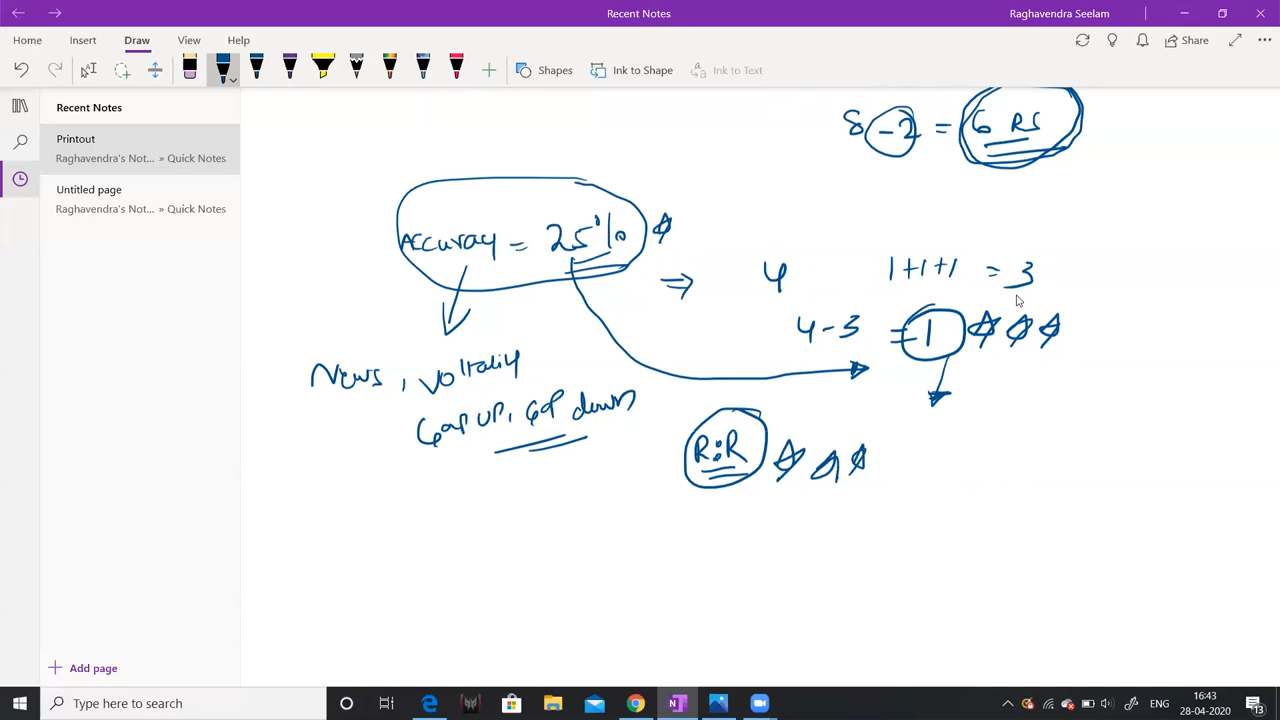 Recent Notes
Raghavendra Seelam
Home Insert Draw View Help
Share
Shapes
Ink to Shape
Ink to Text
Recent Notes
Printout
Raghavendra's Not... » Quick Notes
Untitled page
Raghavendra's Not... » Quick Notes
8 - 2 = 6 RS
Accuray = 25%
⇒ 4 1+1+1 = 3
4 - 3 = 1
News, Voltality
Gap UP, Gap down
R:R
Add page
Type here to search
ENG
16:43
28-04-2020
13